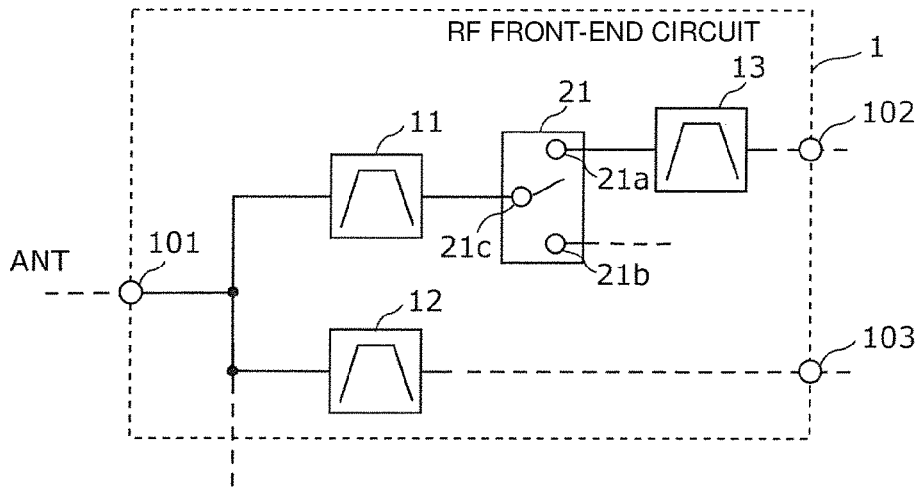 RF FRONT-END CIRCUIT
1
13
21
102
11
21a
21c
21b
ANT
101
12
103